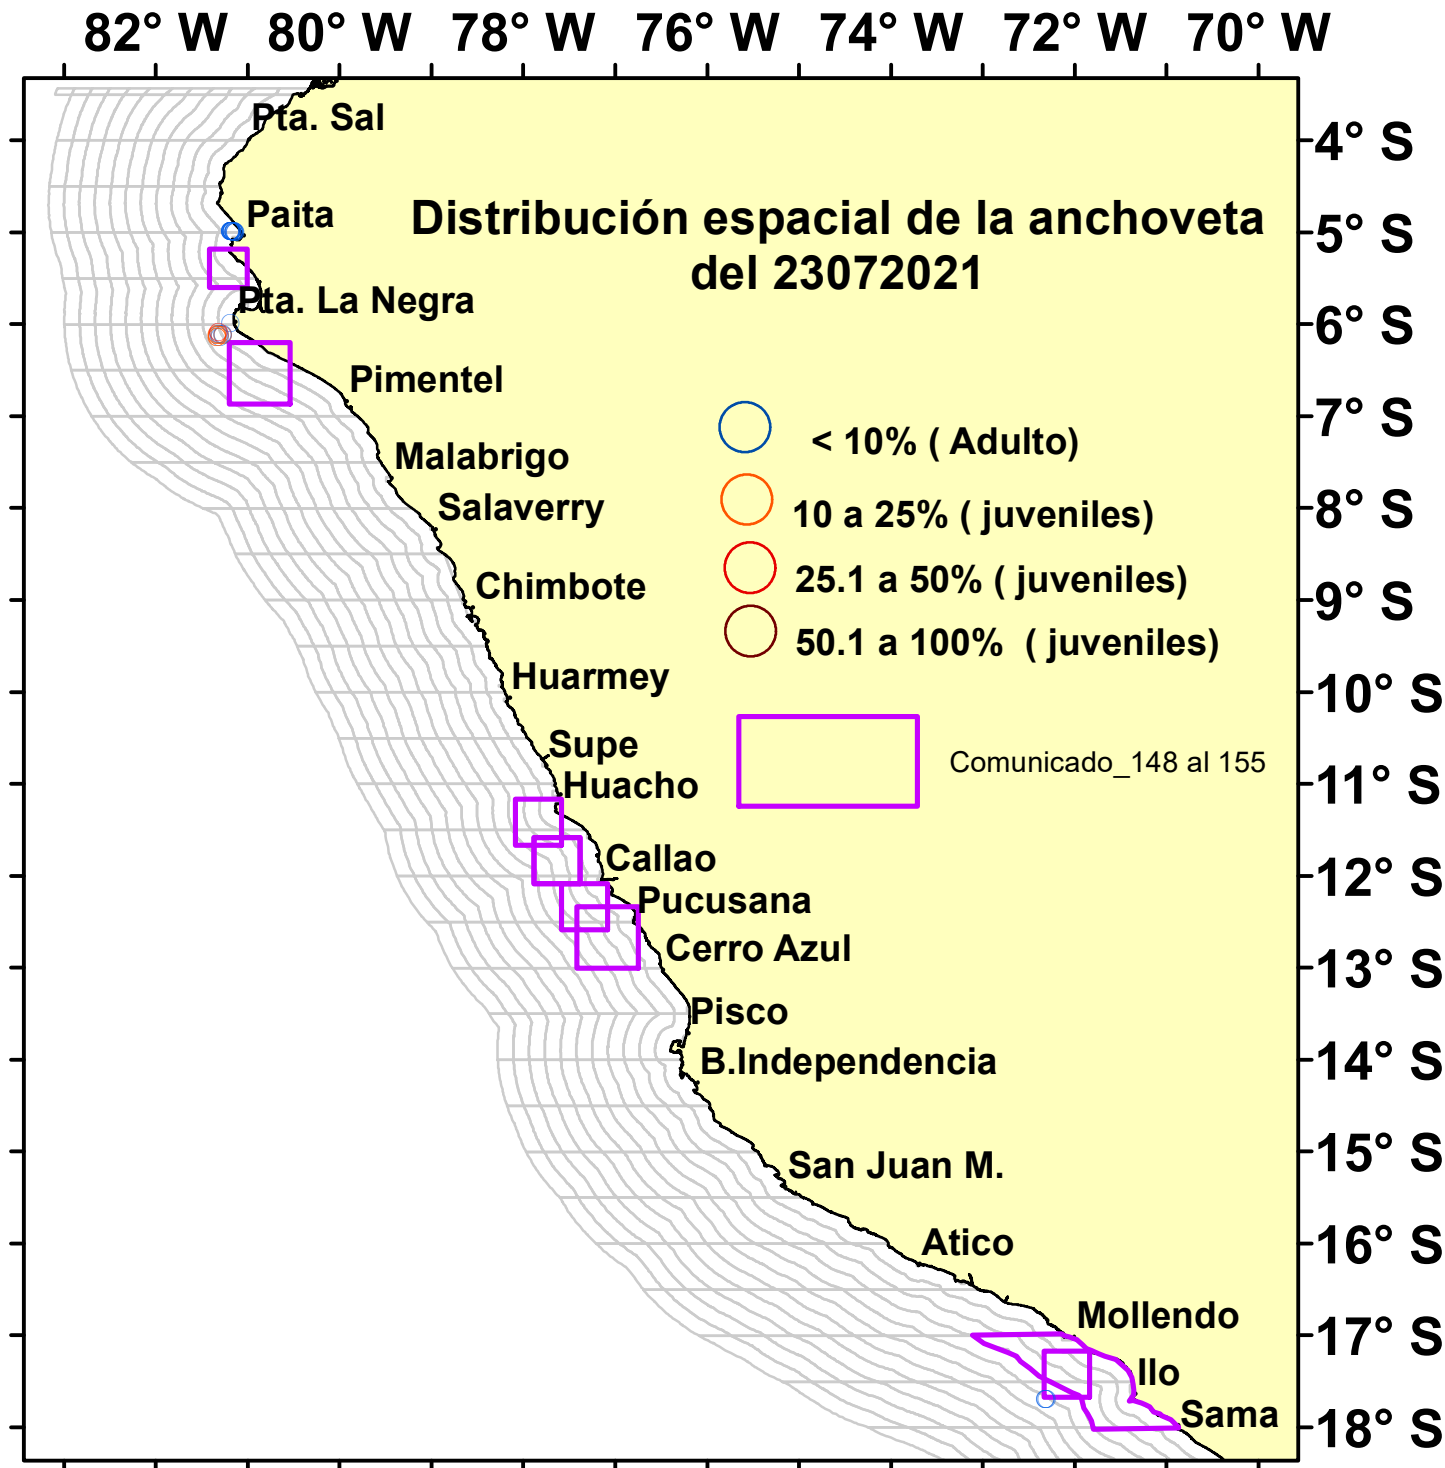 82° W 80° W 78° W 76° W 74° W 72° W 70° W
Pta. Sal
4° S
Paita
Distribución espacial de la anchoveta
del 23072021
5° S
Pta. La Negra
6° S
Pimentel
7° S
< 10% ( Adulto)
Malabrigo
Salaverry
10 a 25% ( juveniles)
8° S
Chimbote
25.1 a 50% ( juveniles)
9° S
50.1 a 100% ( juveniles)
Huarmey
10° S
Supe
Comunicado_148 al 155
Huacho
11° S
Callao
12° S
Pucusana
Cerro Azul
13° S
Pisco
B.Independencia
14° S
San Juan M.
15° S
Atico
16° S
Mollendo
17° S
Ilo
Sama
18° S